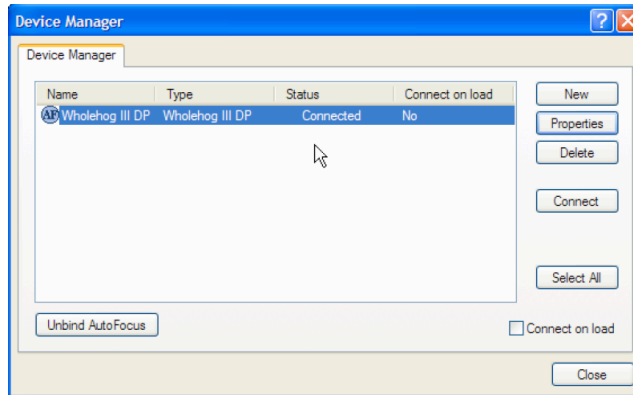 Device Manager
Device Manager
Name Type Status Connect on load
AF Wholehog III DP Wholehog III DP Connected No
New
Properties
Delete
Connect
Select All
Unbind AutoFocus
Connect on load
Close